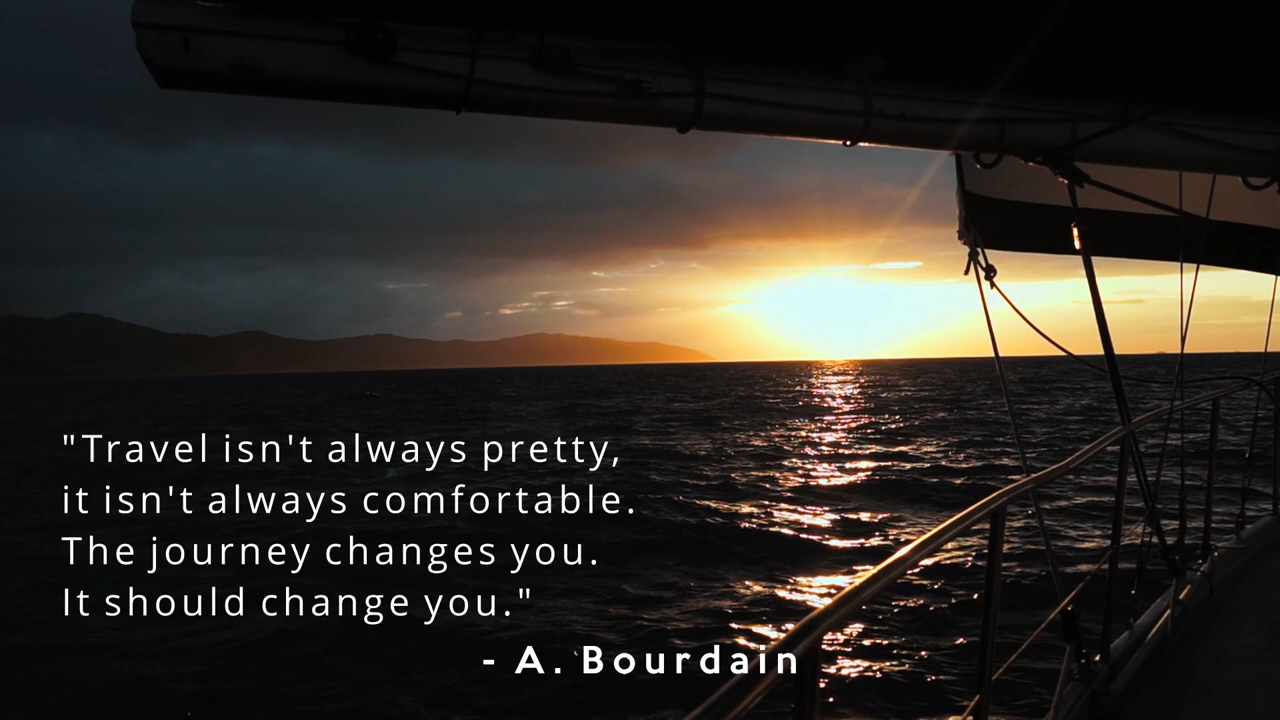 "Travel isn't always pretty,
it isn't always comfortable.
The journey changes you.
It should change you."
- A. Bourdain